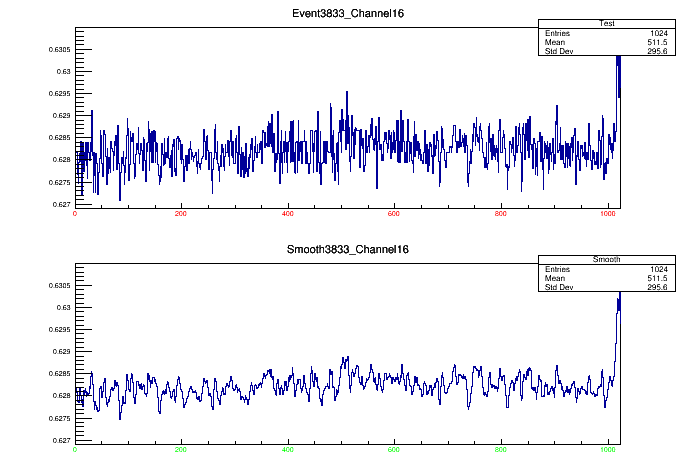 Event3833_Channel16
Test
Entries 1024
Mean 511.5
Std Dev 295.6
0.6305
0.63
0.6295
0.629
0.6285
0.628
0.6275
0.627
0 200 400 600 800 1000
Smooth3833_Channel16
Smooth
Entries 1024
Mean 511.5
Std Dev 295.6
0.6305
0.63
0.6295
0.629
0.6285
0.628
0.6275
0.627
0 200 400 600 800 1000